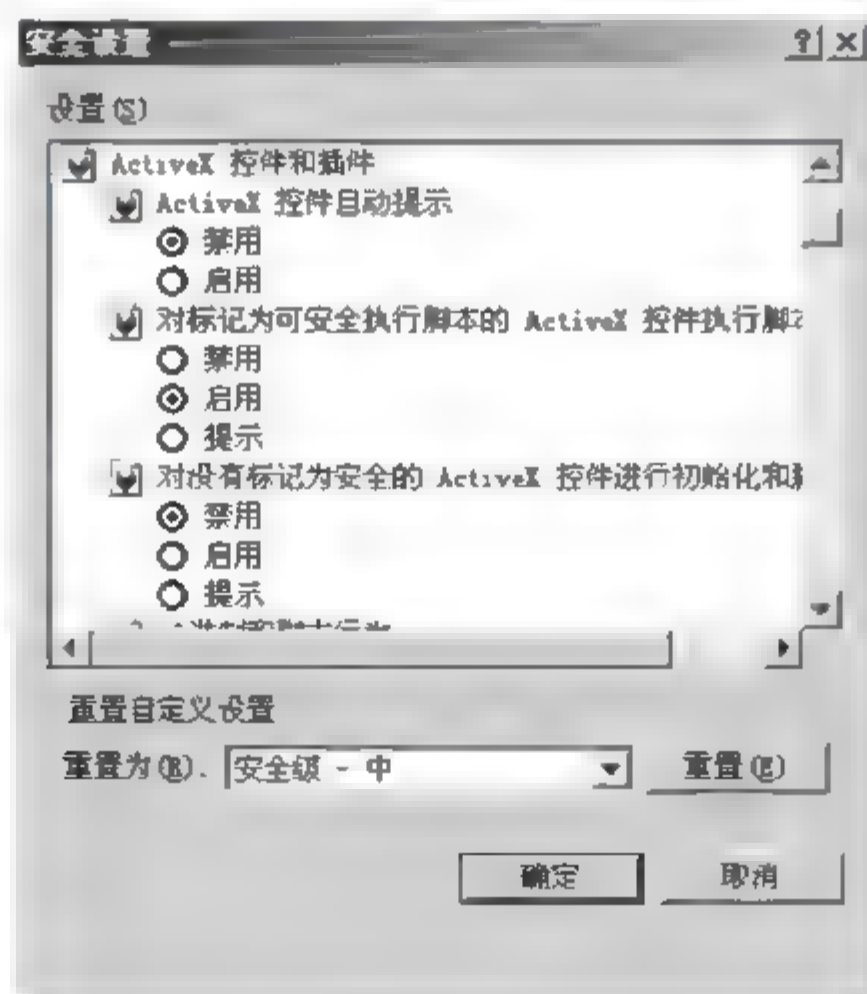 安全设置
设置(S)
ActiveX 控件和插件
ActiveX 控件自动提示
禁用
启用
对标记为可安全执行脚本的 ActiveX 控件执行脚
禁用
启用
提示
对没有标记为安全的 ActiveX 控件进行初始化和
禁用
启用
提示
重置自定义设置
重置为(R): 安全级 - 中 重置(E)
确定 取消